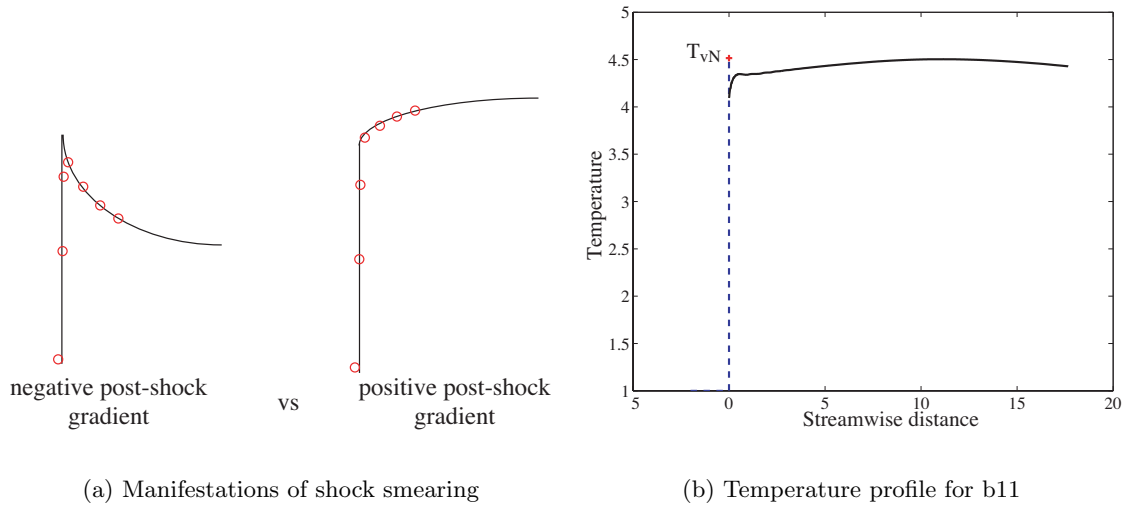 negative post-shock
gradient
vs
positive post-shock
gradient
(a) Manifestations of shock smearing
5
4.5
4
3.5
3
2.5
2
1.5
1
Temperature
TvN
5
0
5
10
15
20
Streamwise distance
(b) Temperature profile for b11